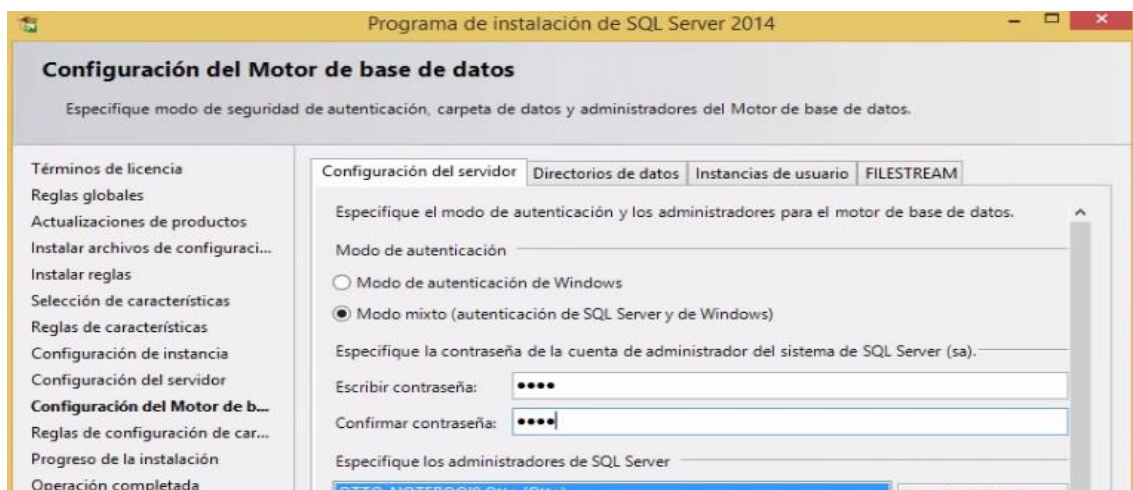 Programa de instalación de SQL Server 2014
Configuración del Motor de base de datos
Especifique modo de seguridad de autenticación, carpeta de datos y administradores del Motor de base de datos.
Términos de licencia
Reglas globales
Actualizaciones de productos
Instalar archivos de configuraci...
Instalar reglas
Selección de características
Reglas de características
Configuración de instancia
Configuración del servidor
Configuración del Motor de b...
Reglas de configuración de car...
Progreso de la instalación
Operación completada
Configuración del servidor Directorios de datos Instancias de usuario FILESTREAM
Especifique el modo de autenticación y los administradores para el motor de base de datos.
Modo de autenticación
Modo de autenticación de Windows
Modo mixto (autenticación de SQL Server y de Windows)
Especifique la contraseña de la cuenta de administrador del sistema de SQL Server (sa).
Escribir contraseña: ••••
Confirmar contraseña: ••••
Especifique los administradores de SQL Server